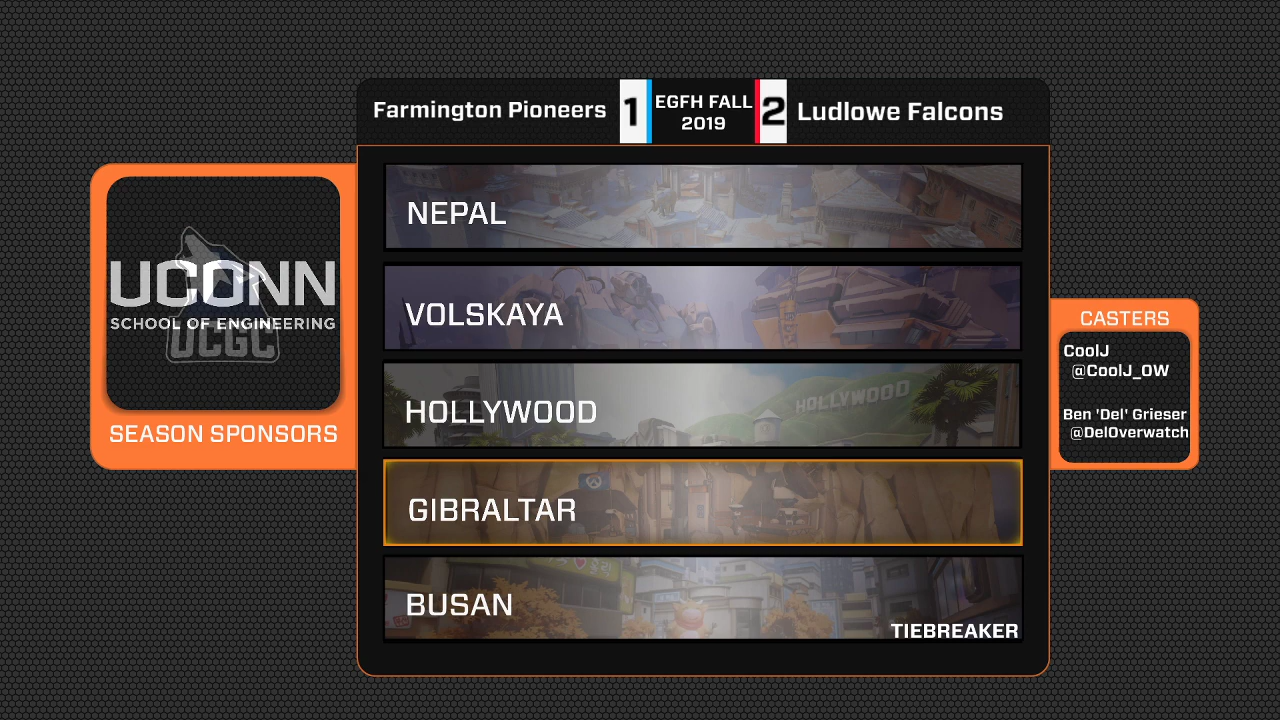 Farmington Pioneers
1
EGFH FALL
2019
2
Ludlowe Falcons
NEPAL
VOLSKAYA
HOLLYWOOD
HOLLYWOOD
GIBRALTAR
BUSAN
TIEBREAKER
UCONN
SCHOOL OF ENGINEERING
UCGC
SEASON SPONSORS
CASTERS
CoolJ
@CoolJ_OW
Ben 'Del' Grieser
@DelOverwatch